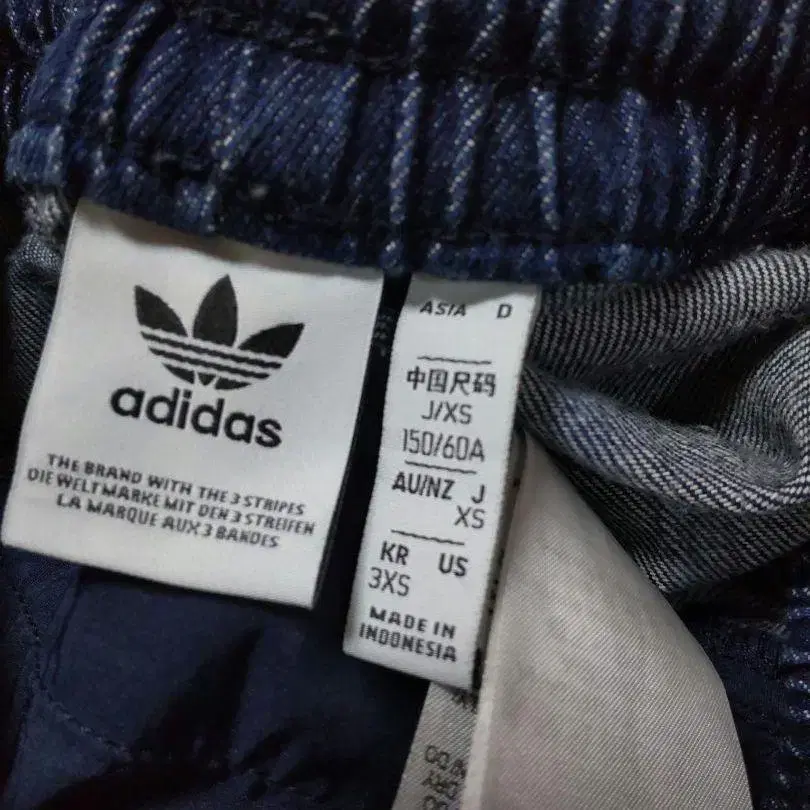 adidas
THE BRAND WITH THE 3 STRIPES
DIE WELTMARKE MIT DEN 3 STREIFEN
LA MARQUE AUX 3 BANDES
ASIA D
中国尺码
J/XS
150/60A
AU/NZ J
XS
KR US
3XS
MADE IN
INDONESIA